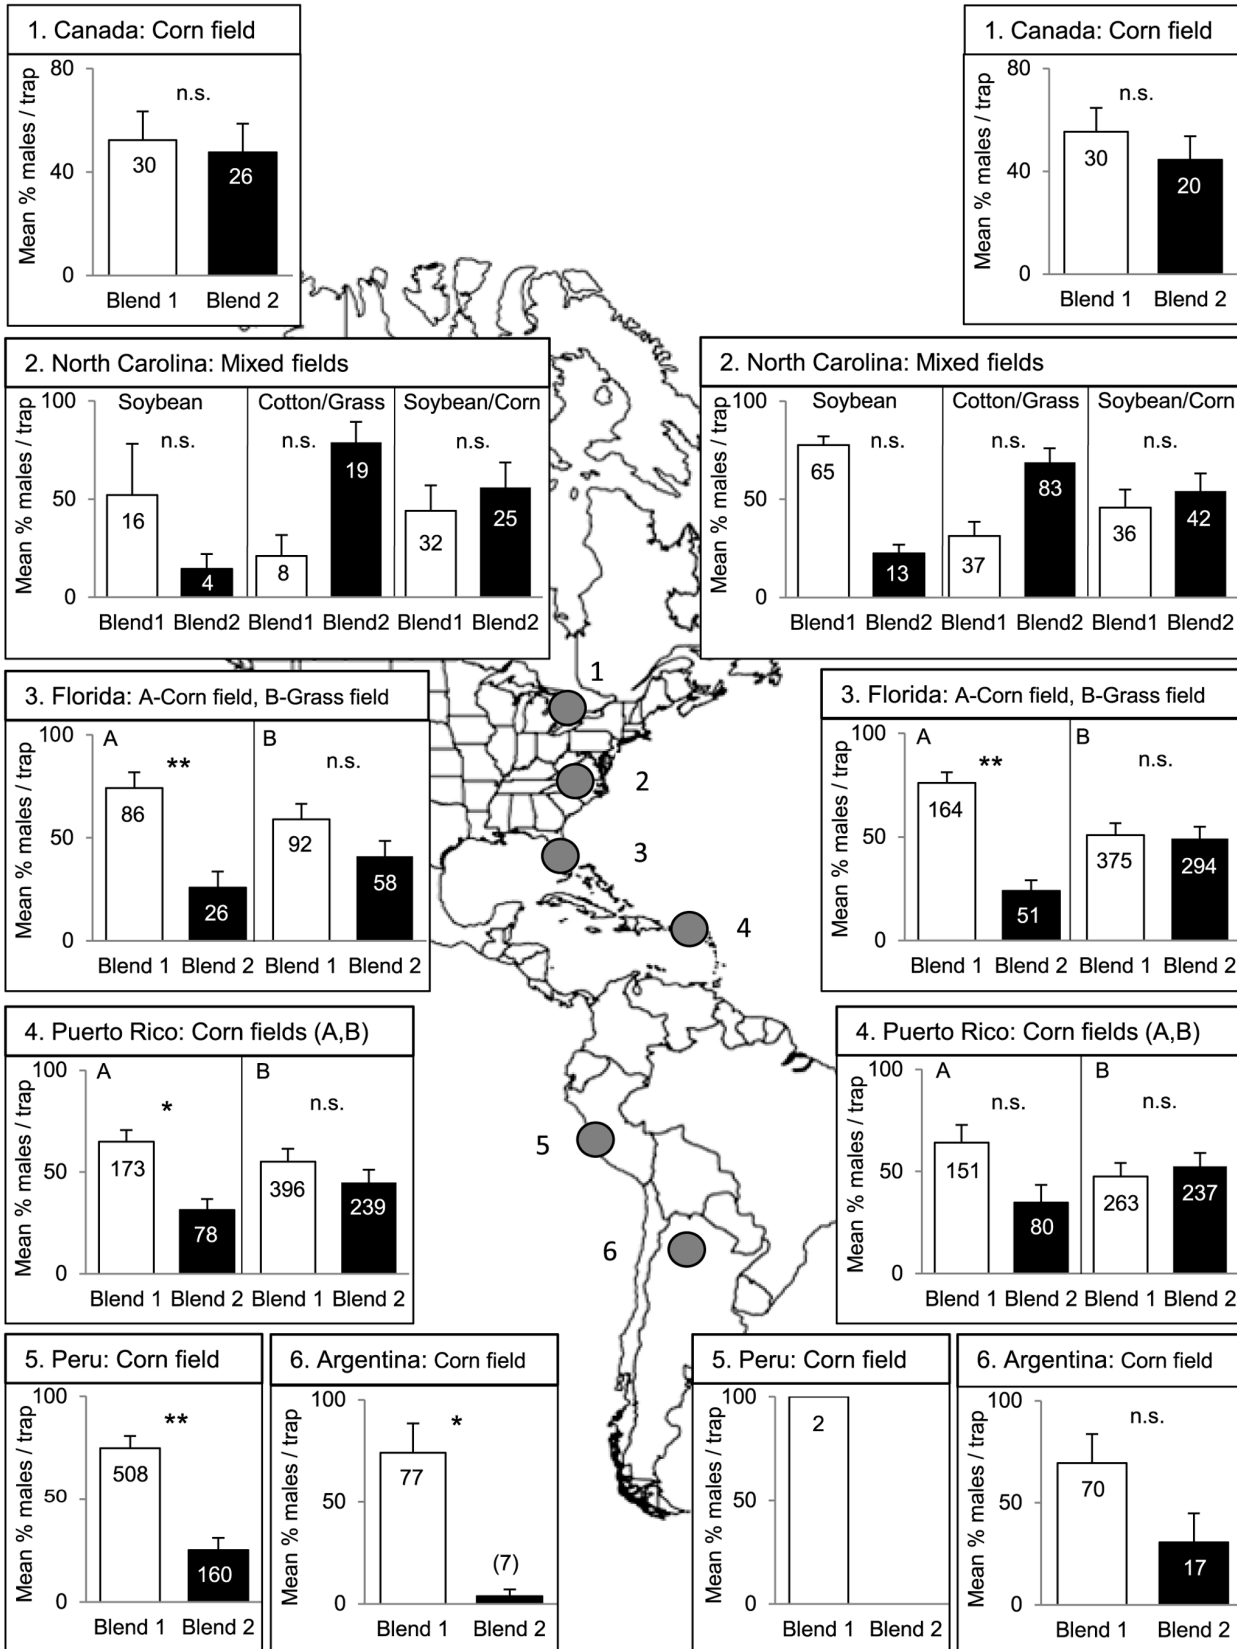 1. Canada: Corn field
Mean % males / trap
80
40
0
n.s.
30
26
Blend 1 Blend 2
1. Canada: Corn field
Mean % males / trap
80
40
0
n.s.
30
20
Blend 1 Blend 2
2. North Carolina: Mixed fields
Mean % males / trap
100
50
0
Soybean Cotton/Grass Soybean/Corn
n.s. n.s. n.s.
16 4 8 19 32 25
Blend1 Blend2 Blend1 Blend2 Blend1 Blend2
2. North Carolina: Mixed fields
Mean % males / trap
100
50
0
Soybean Cotton/Grass Soybean/Corn
n.s. n.s. n.s.
65 13 37 83 36 42
Blend1 Blend2 Blend1 Blend2 Blend1 Blend2
1
2
3
4
5
6
3. Florida: A-Corn field, B-Grass field
Mean % males / trap
100
50
0
A B
** n.s.
86 26 92 58
Blend 1 Blend 2 Blend 1 Blend 2
3. Florida: A-Corn field, B-Grass field
Mean % males / trap
100
50
0
A B
** n.s.
164 51 375 294
Blend 1 Blend 2 Blend 1 Blend 2
4. Puerto Rico: Corn fields (A,B)
Mean % males / trap
100
50
0
A B
* n.s.
173 78 396 239
Blend 1 Blend 2 Blend 1 Blend 2
4. Puerto Rico: Corn fields (A,B)
Mean % males / trap
100
50
0
A B
n.s. n.s.
151 80 263 237
Blend 1 Blend 2 Blend 1 Blend 2
5. Peru: Corn field
Mean % males / trap
100
50
0
**
508 160
Blend 1 Blend 2
6. Argentina: Corn field
Mean % males / trap
100
50
0
*
77 (7)
Blend 1 Blend 2
5. Peru: Corn field
Mean % males / trap
100
50
0
2
Blend 1 Blend 2
6. Argentina: Corn field
Mean % males / trap
100
50
0
n.s.
70 17
Blend 1 Blend 2